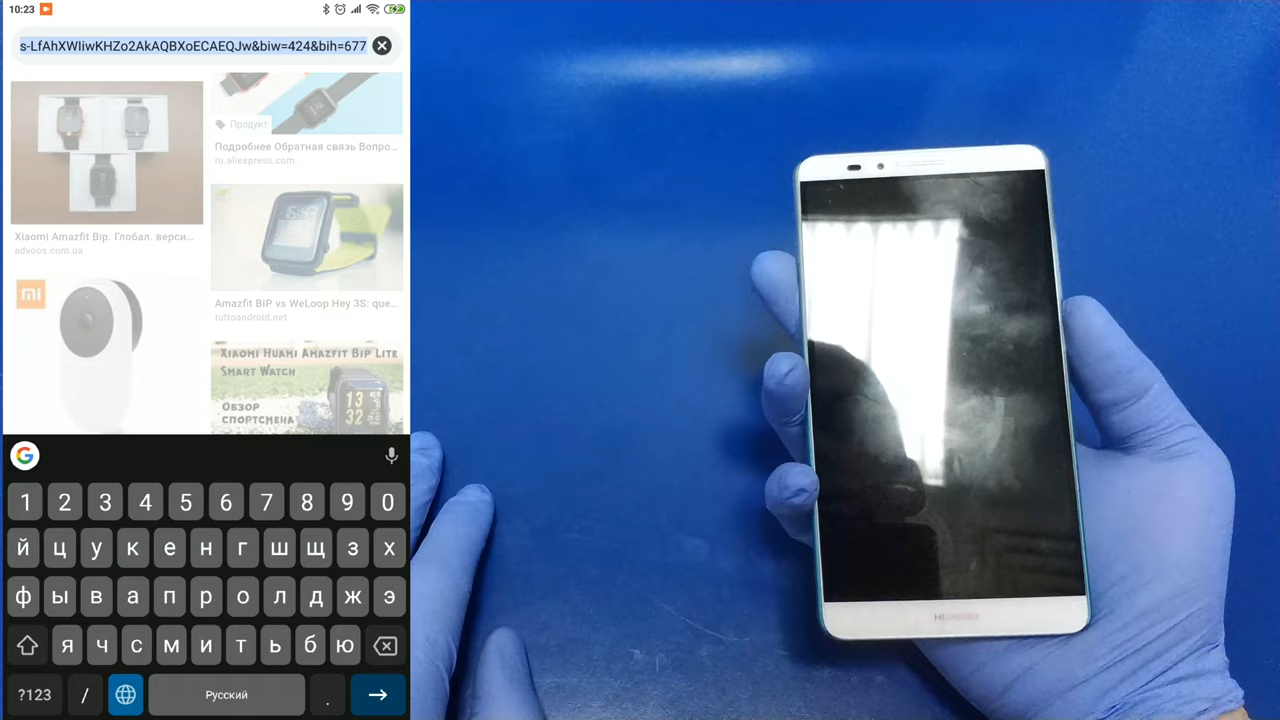 10:23
s-LfAhXWIiwKHZo2AkAQBXoECAEQJw&biw=424&bih=677
Продукт
Подробнее Обратная связь Вопро...
ru.aliexpress.com
Xiaomi Amazfit Bip. Глобал. верси...
advoos.com.ua
mi
Amazfit BIP vs WeLoop Hey 3S: que...
tuttoandroid.net
XIAOMI HUAMI AMAZFIT BIP LITE
SMART WATCH
ОБЗОР
СПОРТСМЕНА
13
32
G
1 2 3 4 5 6 7 8 9 0
й ц у к е н г ш щ з х
ф ы в а п р о л д ж э
я ч с м и т ь б ю
?123 / Русский .
HUAWEI